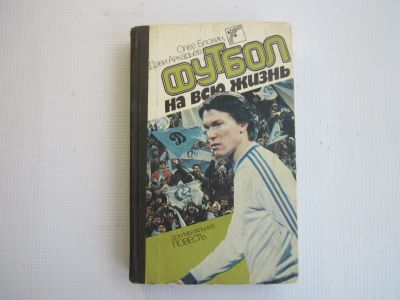 Олег Блохин,
Дэви Аркадьев
ФУТБОЛ
на всю жизнь
Д
документальная
повесть